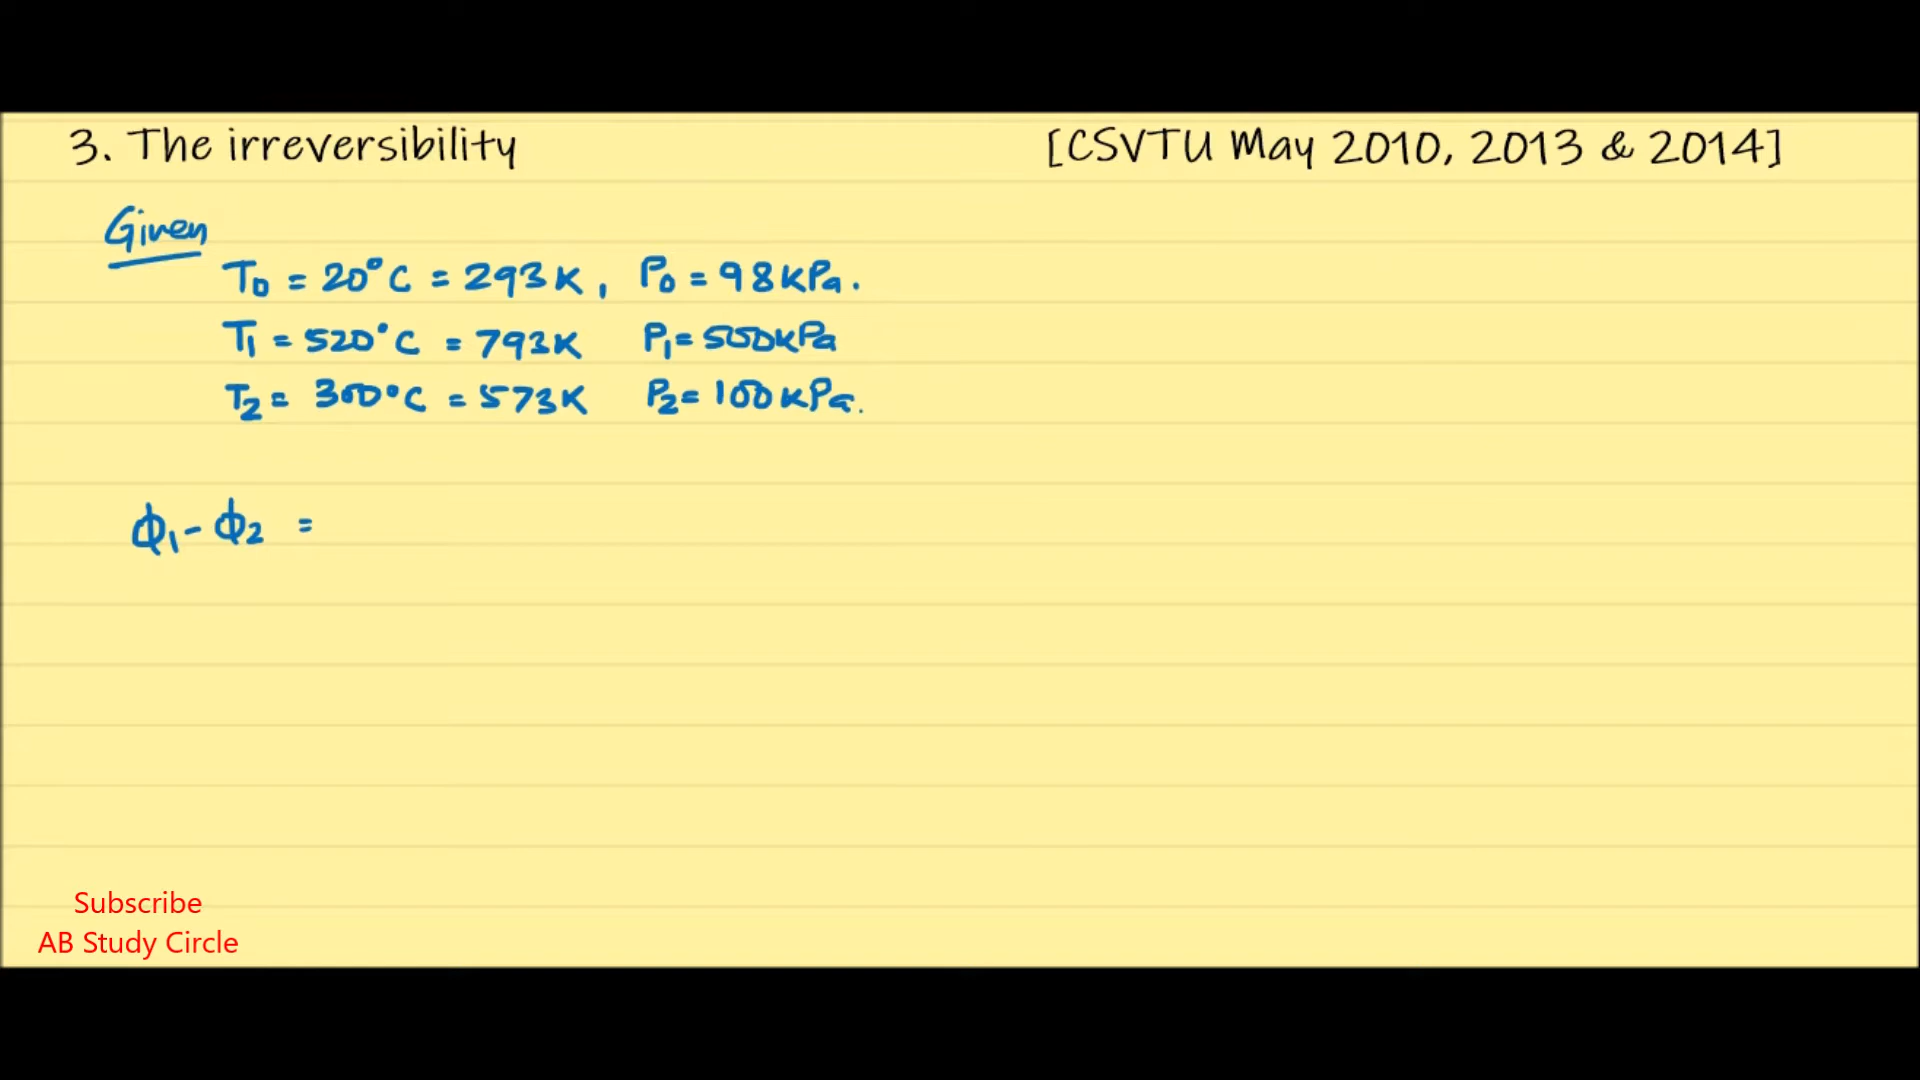 3. The irreversibility [CSVTU May 2010, 2013 & 2014]
Given
T₀ = 20°C = 293K, P₀ = 98kPa.
T₁ = 520°C = 793K P₁ = 500kPa
T₂ = 300°C = 573K P₂ = 100kPa.
ϕ₁ - ϕ₂ =
Subscribe
AB Study Circle